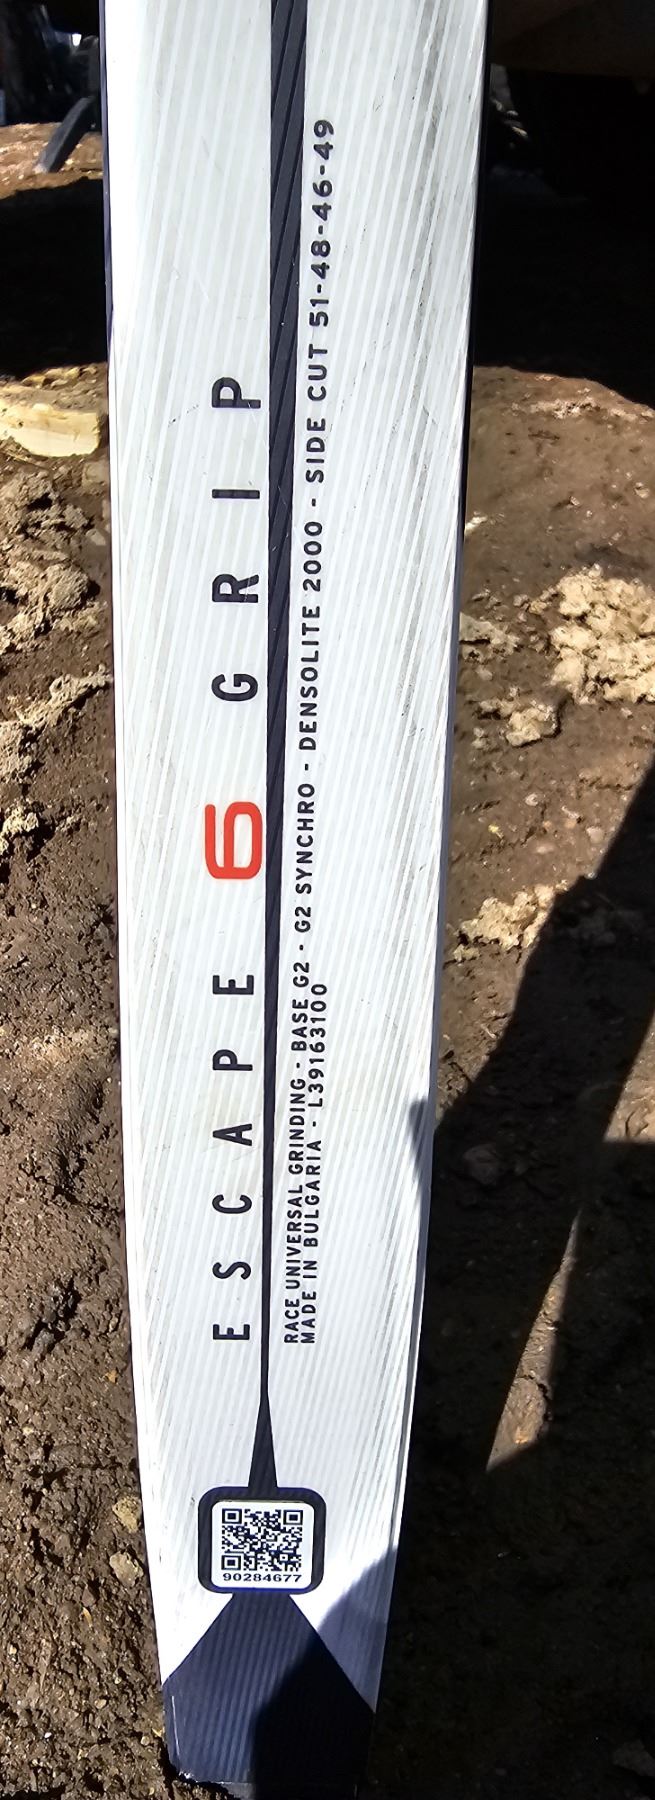 ESCAPE 6 GRIP
RACE UNIVERSAL GRINDING - BASE G2 - G2 SYNCHRO - DENSOLITE 2000 - SIDE CUT 51-48-46-49
MADE IN BULGARIA - L39163100
90284677